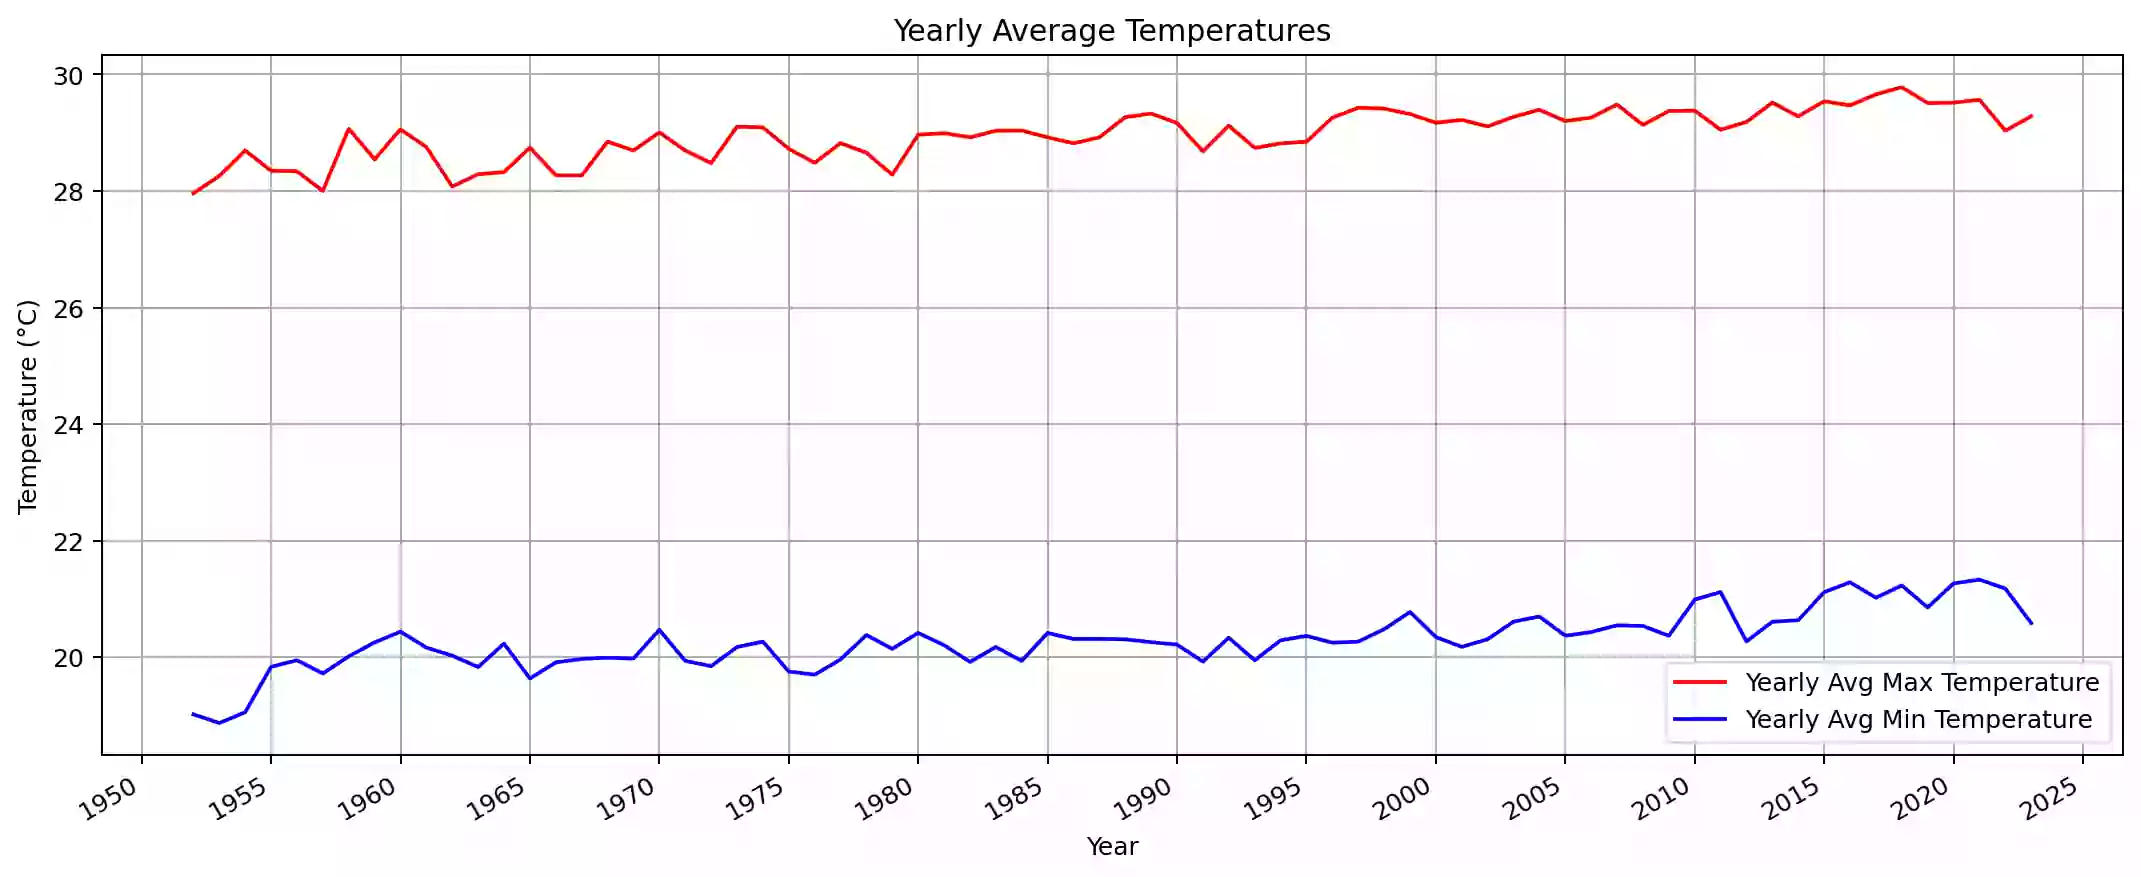 Yearly Average Temperatures
Temperature (°C)
30
28
26
24
22
20
Yearly Avg Max Temperature
Yearly Avg Min Temperature
1950 1955 1960 1965 1970 1975 1980 1985 1990 1995 2000 2005 2010 2015 2020 2025
Year